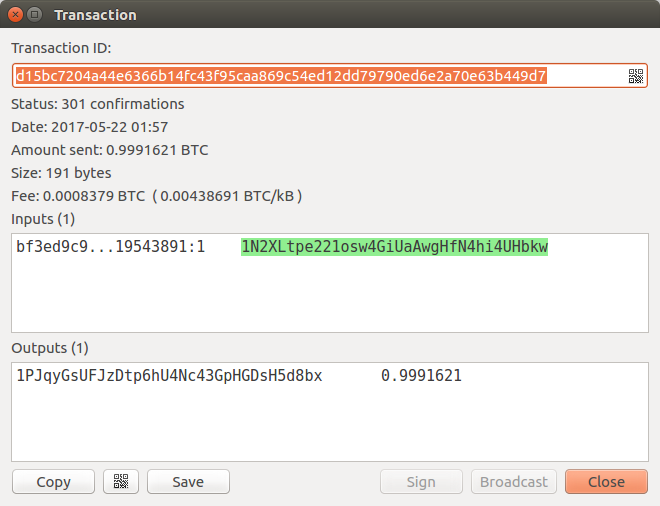 Transaction
Transaction ID:
d15bc7204a44e6366b14fc43f95caa869c54ed12dd79790ed6e2a70e63b449d7
Status: 301 confirmations
Date: 2017-05-22 01:57
Amount sent: 0.9991621 BTC
Size: 191 bytes
Fee: 0.0008379 BTC  ( 0.00438691 BTC/kB )
Inputs (1)
bf3ed9c9...19543891:1    1N2XLtpe221osw4GiUaAwgHfN4hi4UHbkw
Outputs (1)
1PJqyGsUFJzDtp6hU4Nc43GpHGDsH5d8bx    0.9991621
Copy    Save    Sign    Broadcast    Close